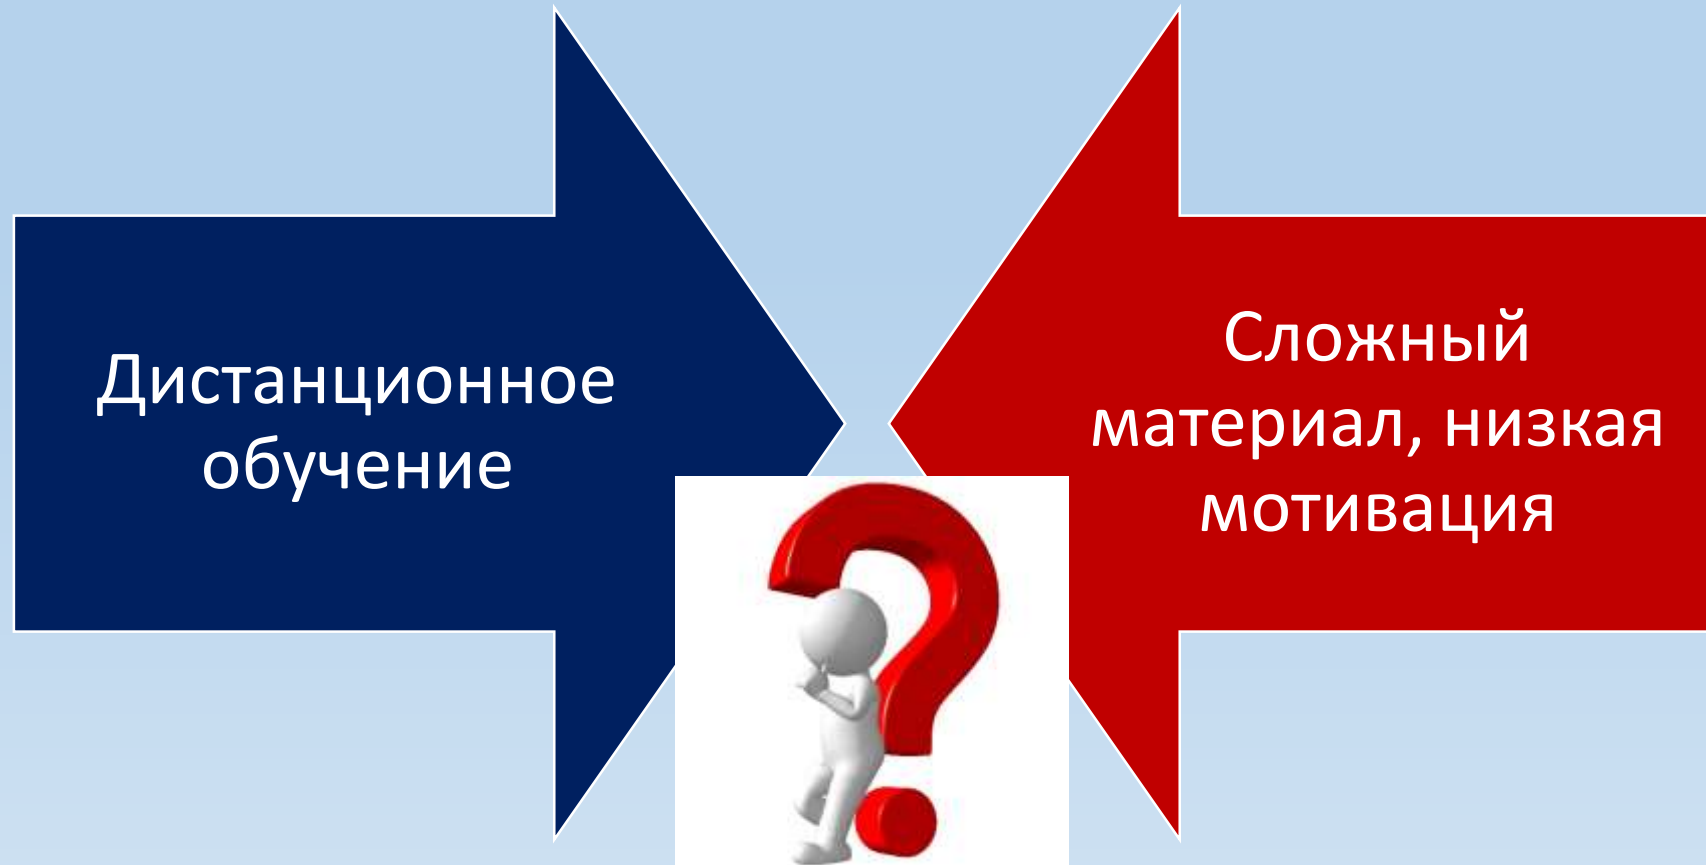 Дистанционное
обучение
Сложный
материал, низкая
мотивация